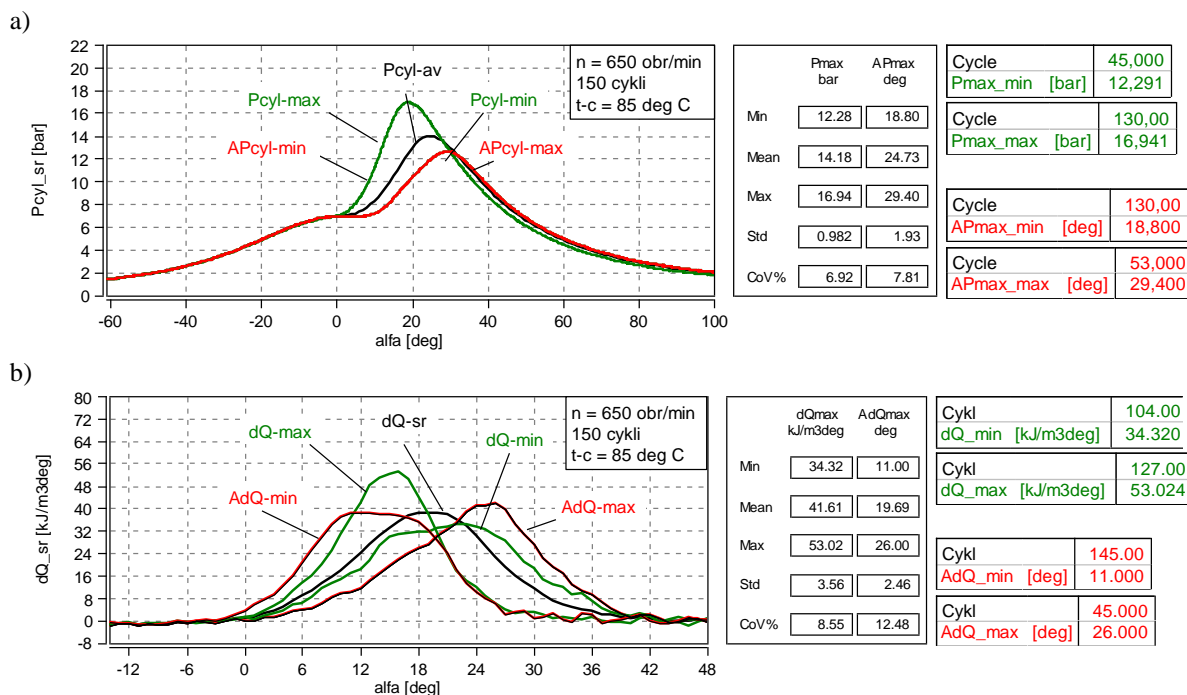 a)
22
20
18
16
14
12
10
8
6
4
2
0
Pcyl_sr [bar]
Pcyl-av
Pcyl-max
Pcyl-min
APcyl-min
APcyl-max
n = 650 obr/min
150 cykli
t-c = 85 deg C
-60 -40 -20 0 20 40 60 80 100
alfa [deg]
Pmax APmax
bar deg
Min 12.28 18.80
Mean 14.18 24.73
Max 16.94 29.40
Std 0.982 1.93
CoV% 6.92 7.81
Cycle 45,000
Pmax_min [bar] 12,291
Cycle 130,00
Pmax_max [bar] 16,941
Cycle 130,00
APmax_min [deg] 18,800
Cycle 53,000
APmax_max [deg] 29,400
b)
80
72
64
56
48
40
32
24
16
8
0
-8
dQ_sr [kJ/m3deg]
dQ-max
dQ-sr
dQ-min
AdQ-min
AdQ-max
n = 650 obr/min
150 cykli
t-c = 85 deg C
-12 -6 0 6 12 18 24 30 36 42 48
alfa [deg]
dQmax AdQmax
kJ/m3deg deg
Min 34.32 11.00
Mean 41.61 19.69
Max 53.02 26.00
Std 3.56 2.46
CoV% 8.55 12.48
Cykl 104.00
dQ_min [kJ/m3deg] 34.320
Cykl 127.00
dQ_max [kJ/m3deg] 53.024
Cykl 145.00
AdQ_min [deg] 11.000
Cykl 45.000
AdQ_max [deg] 26.000